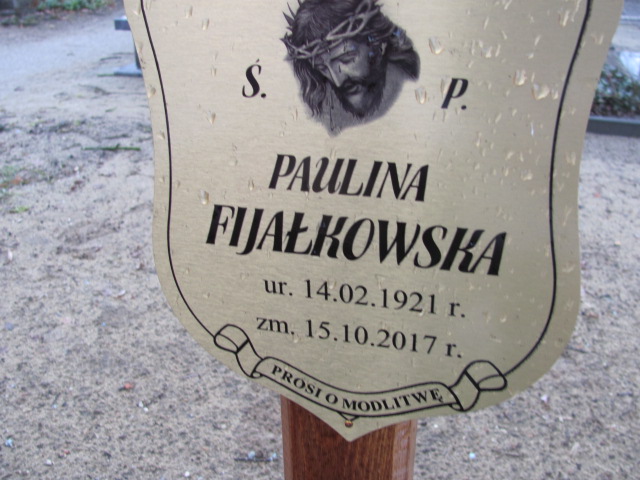 Ś. P.
PAULINA
FIJAŁKOWSKA
ur. 14.02.1921 r.
zm. 15.10.2017 r.
PROSI O MODLITWĘ